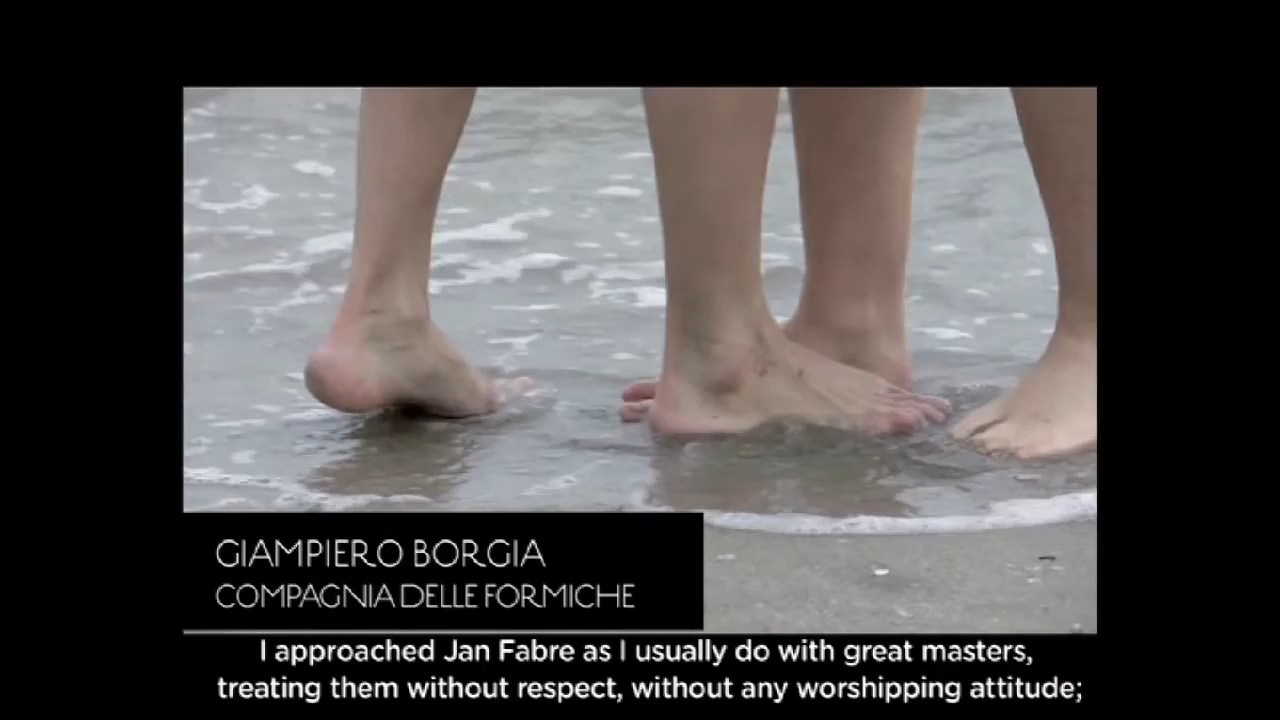 GIAMPIERO BORGIA
COMPAGNIA DELLE FORMICHE
I approached Jan Fabre as I usually do with great masters,
treating them without respect, without any worshipping attitude;